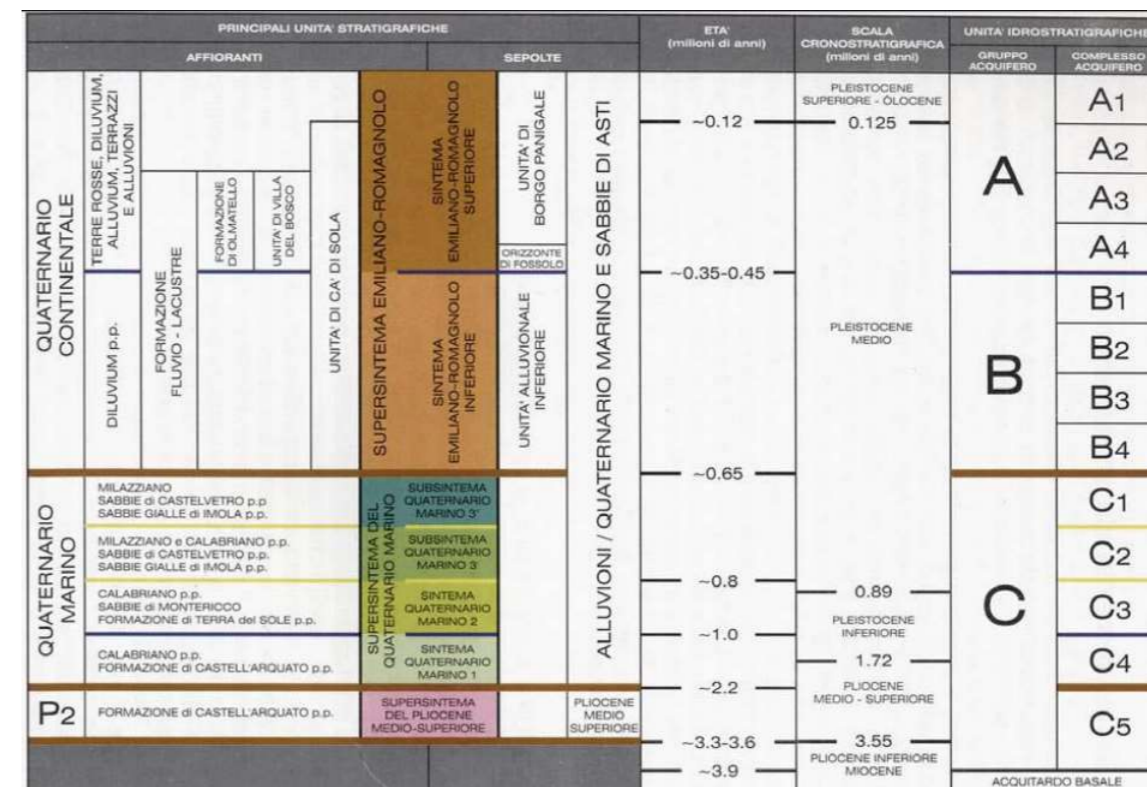 PRINCIPALI UNITA' STRATIGRAFICHE
AFFIORANTI
SEPOLTE
ETA'
(milioni di anni)
SCALA
CRONOSTRATIGRAFICA
(milioni di anni)
UNITA' IDROSTRATIGRAFICHE
GRUPPO
ACQUIFERO
COMPLESSO
ACQUIFERO
QUATERNARIO
CONTINENTALE
TERRE ROSSE, DILUVIUM,
ALLUVIUM, TERRAZZI
E ALLUVIONI
DILUVIUM p.p.
FORMAZIONE
FLUVIO - LACUSTRE
FORMAZIONE
DI OLMATELLO
UNITA' DI VILLA
DEL BOSCO
UNITA' DI CA' DI SOLA
SUPERSINTEMA EMILIANO-ROMAGNOLO
SINTEMA
EMILIANO-ROMAGNOLO
SUPERIORE
SINTEMA
EMILIANO-ROMAGNOLO
INFERIORE
UNITA' DI
BORGO PANIGALE
ORIZZONTE
DI FOSSOLO
UNITA' ALLUVIONALE
INFERIORE
ALLUVIONI / QUATERNARIO MARINO E SABBIE DI ASTI
QUATERNARIO
MARINO
MILAZZIANO
SABBIE di CASTELVETRO p.p
SABBIE GIALLE di IMOLA p.p.
MILAZZIANO e CALABRIANO p.p.
SABBIE di CASTELVETRO p.p.
SABBIE GIALLE di IMOLA p.p.
CALABRIANO p.p.
SABBIE di MONTERICCO
FORMAZIONE di TERRA del SOLE p.p.
CALABRIANO p.p.
FORMAZIONE di CASTELL'ARQUATO p.p.
SUPERSINTEMA DEL
QUATERNARIO MARINO
SUBSINTEMA
QUATERNARIO
MARINO 3'
SUBSINTEMA
QUATERNARIO
MARINO 3
SINTEMA
QUATERNARIO
MARINO 2
SINTEMA
QUATERNARIO
MARINO 1
P2
FORMAZIONE di CASTELL'ARQUATO p.p.
SUPERSINTEMA
DEL PLIOCENE
MEDIO-SUPERIORE
PLIOCENE
MEDIO
SUPERIORE
~0.12
~0.35-0.45
~0.65
~0.8
~1.0
~2.2
~3.3-3.6
~3.9
PLEISTOCENE
SUPERIORE - OLOCENE
0.125
PLEISTOCENE
MEDIO
0.89
PLEISTOCENE
INFERIORE
1.72
PLIOCENE
MEDIO - SUPERIORE
3.55
PLIOCENE INFERIORE
MIOCENE
A
A1
A2
A3
A4
B
B1
B2
B3
B4
C
C1
C2
C3
C4
C5
ACQUITARDO BASALE